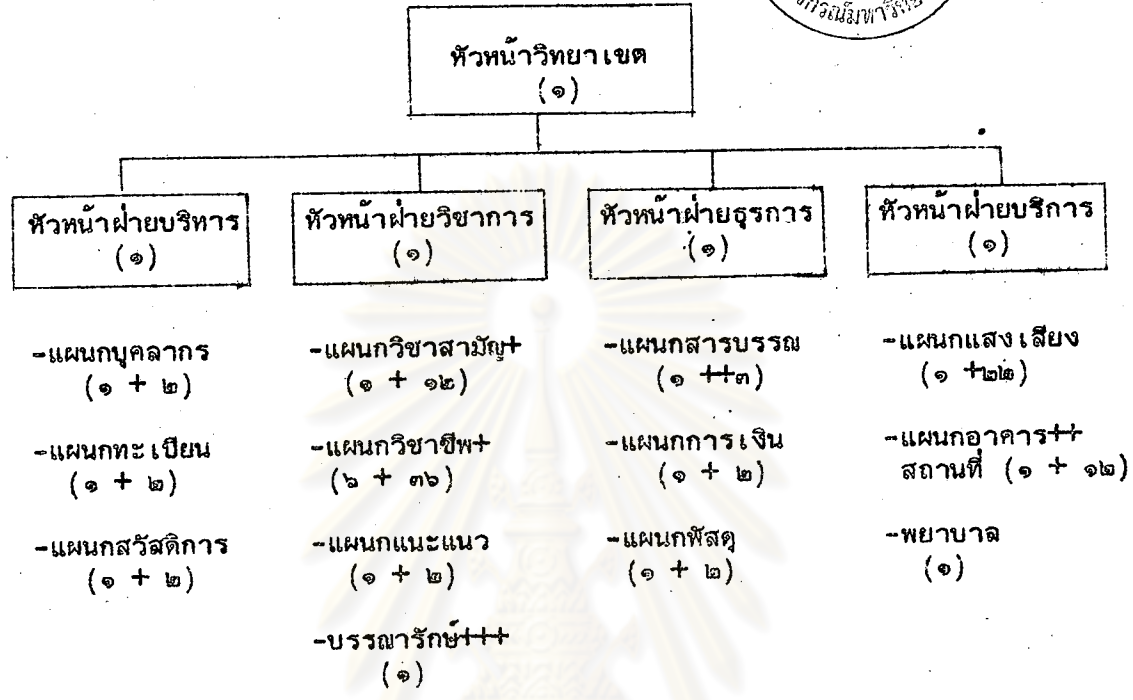 หัวหน้าวิทยาเขต
(๑)
หัวหน้าฝ่ายบริหาร
(๑)
-แผนกบุคลากร
(๑ + ๒)
-แผนกทะเบียน
(๑ + ๒)
-แผนกสวัสดิการ
(๑ + ๒)
หัวหน้าฝ่ายวิชาการ
(๑)
-แผนกวิชาสามัญ+
(๑ + ๑๒)
-แผนกวิชาชีพ+
(๖ + ๓๖)
-แผนกแนะแนว
(๑ + ๒)
-บรรณารักษ์+++
(๑)
หัวหน้าฝ่ายธุรการ
(๑)
-แผนกสารบรรณ
(๑ ++๓)
-แผนกการเงิน
(๑ + ๒)
-แผนกพัสดุ
(๑ + ๒)
หัวหน้าฝ่ายบริการ
(๑)
-แผนกแสงเสียง
(๑ +๒๒)
-แผนกอาคาร++
สถานที่ (๑ + ๑๒)
-พยาบาล
(๑)